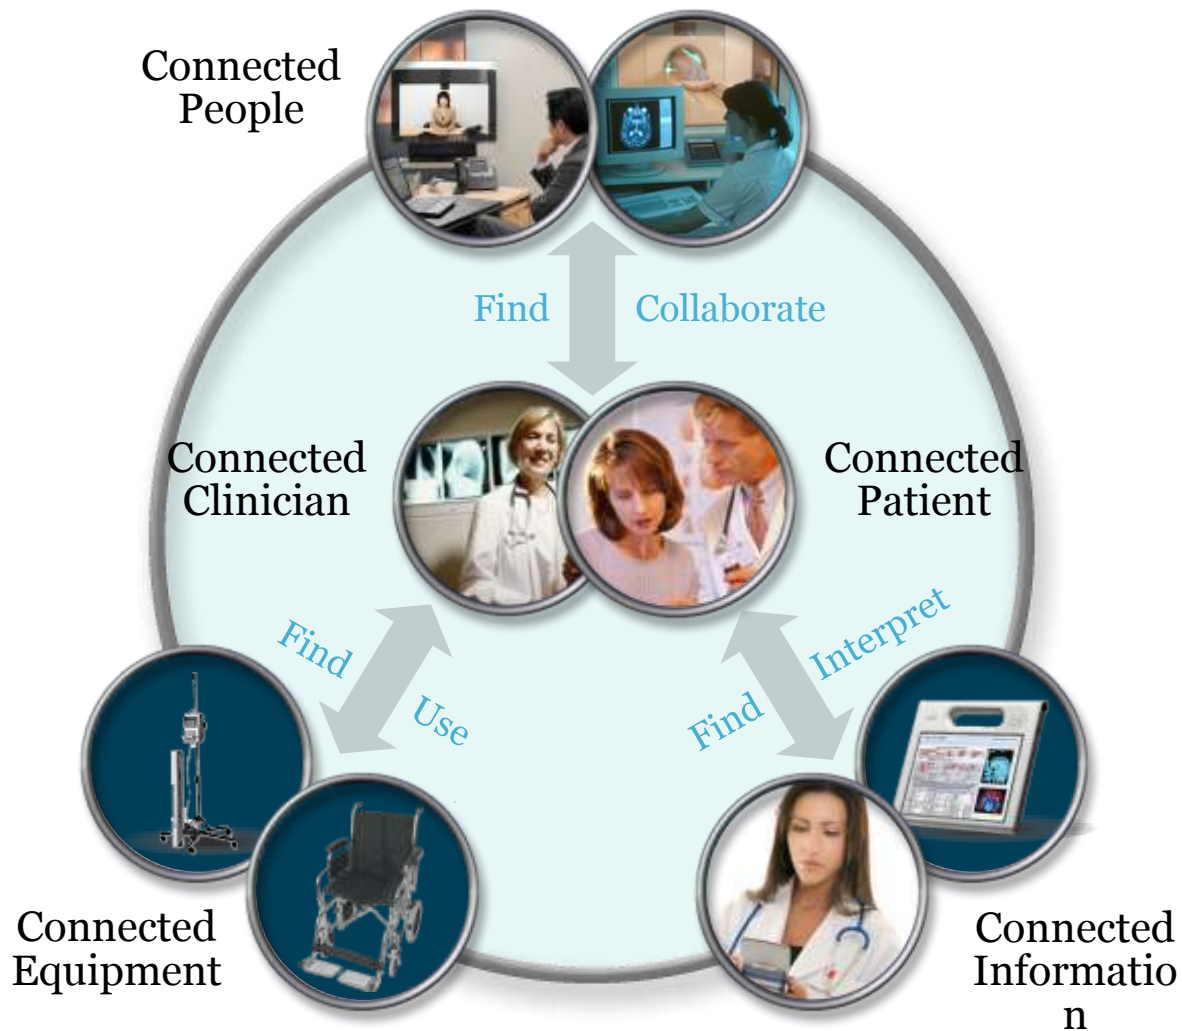 Connected
People
Find
Collaborate
Connected
Clinician
Connected
Patient
Find
Use
Interpret
Find
Connected
Equipment
Connected
Informatio
n